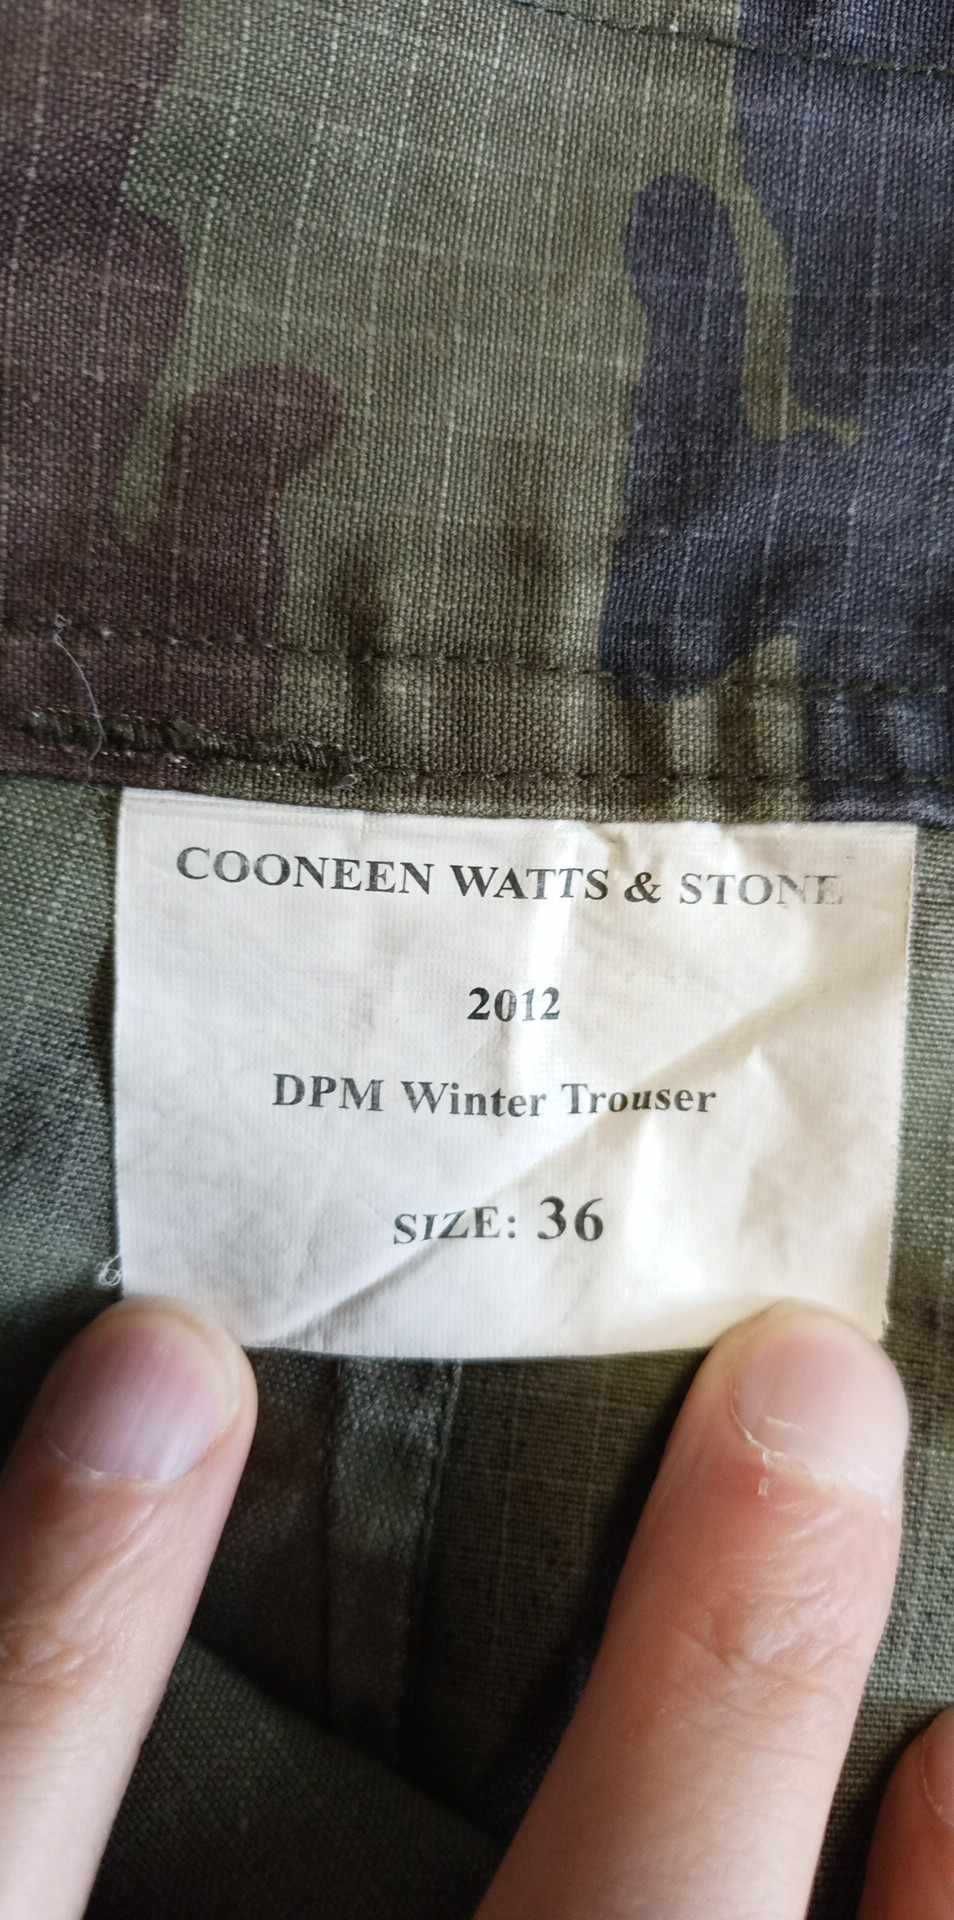 COONEEN WATTS & STONE
2012
DPM Winter Trouser
SIZE: 36